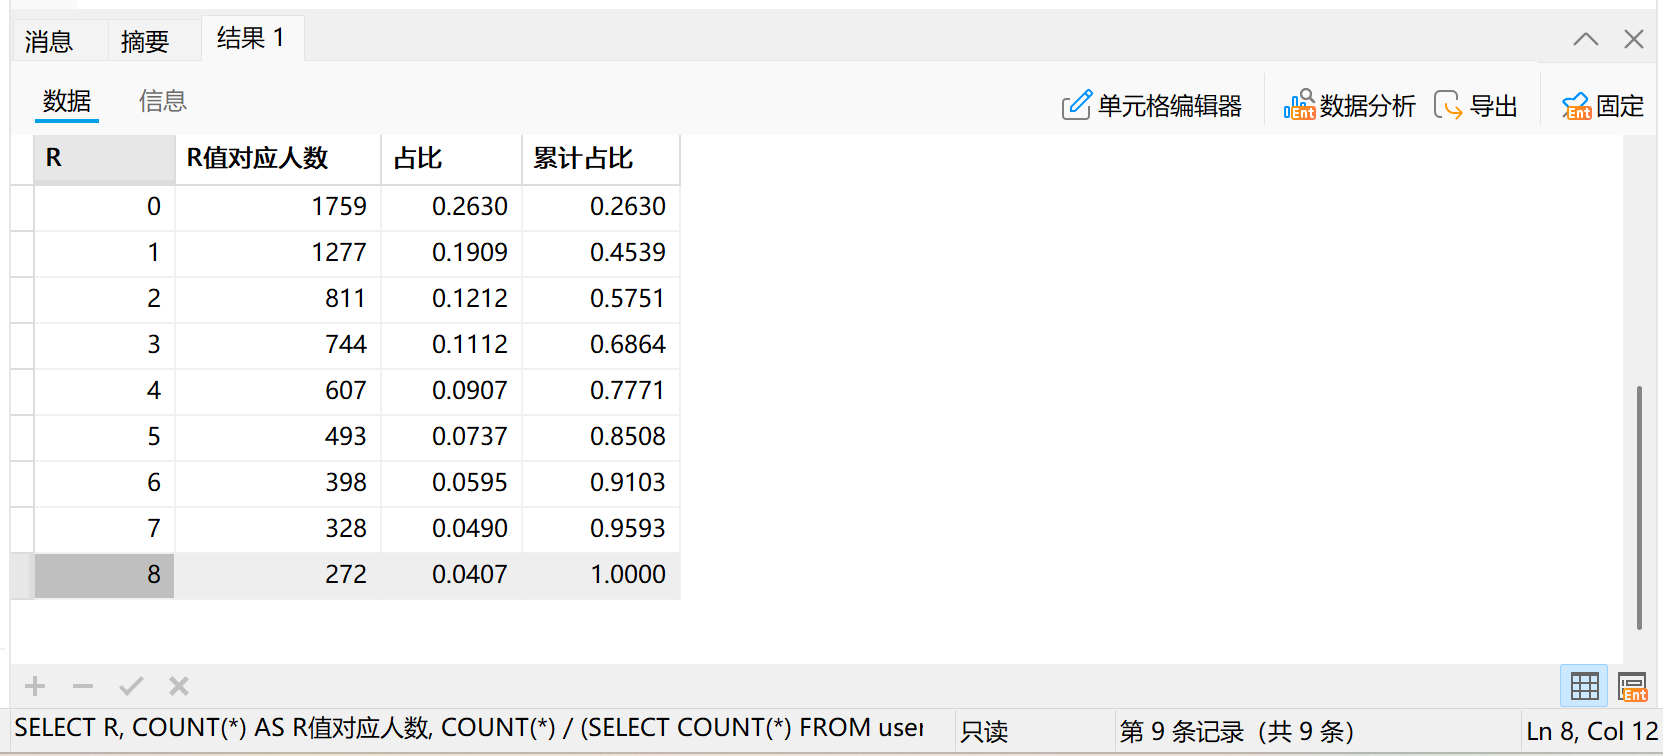 消息 摘要 结果 1
数据 信息 单元格编辑器 Ent 数据分析 导出 Ent 固定
R R值对应人数 占比 累计占比
0 1759 0.2630 0.2630
1 1277 0.1909 0.4539
2 811 0.1212 0.5751
3 744 0.1112 0.6864
4 607 0.0907 0.7771
5 493 0.0737 0.8508
6 398 0.0595 0.9103
7 328 0.0490 0.9593
8 272 0.0407 1.0000
Ent
SELECT R, COUNT(*) AS R值对应人数, COUNT(*) / (SELECT COUNT(*) FROM user 只读 第 9 条记录（共 9 条） Ln 8, Col 12